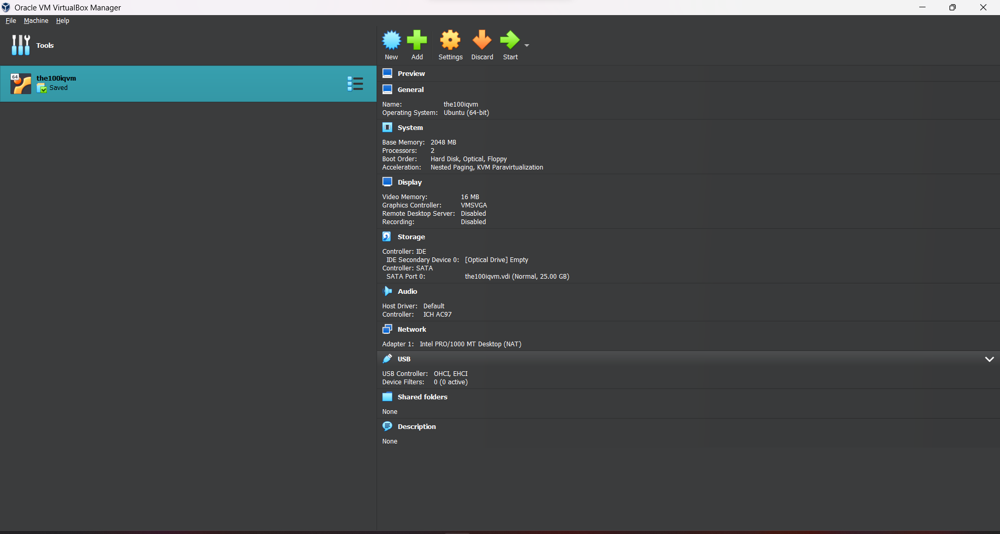 Oracle VM VirtualBox Manager
File Machine Help
Tools
New Add Settings Discard Start
64
the100iqvm
Saved
Preview
General
Name: the100iqvm
Operating System: Ubuntu (64-bit)
System
Base Memory: 2048 MB
Processors: 2
Boot Order: Hard Disk, Optical, Floppy
Acceleration: Nested Paging, KVM Paravirtualization
Display
Video Memory: 16 MB
Graphics Controller: VMSVGA
Remote Desktop Server: Disabled
Recording: Disabled
Storage
Controller: IDE
IDE Secondary Device 0: [Optical Drive] Empty
Controller: SATA
SATA Port 0: the100iqvm.vdi (Normal, 25.00 GB)
Audio
Host Driver: Default
Controller: ICH AC97
Network
Adapter 1: Intel PRO/1000 MT Desktop (NAT)
USB
USB Controller: OHCI, EHCI
Device Filters: 0 (0 active)
Shared folders
None
Description
None